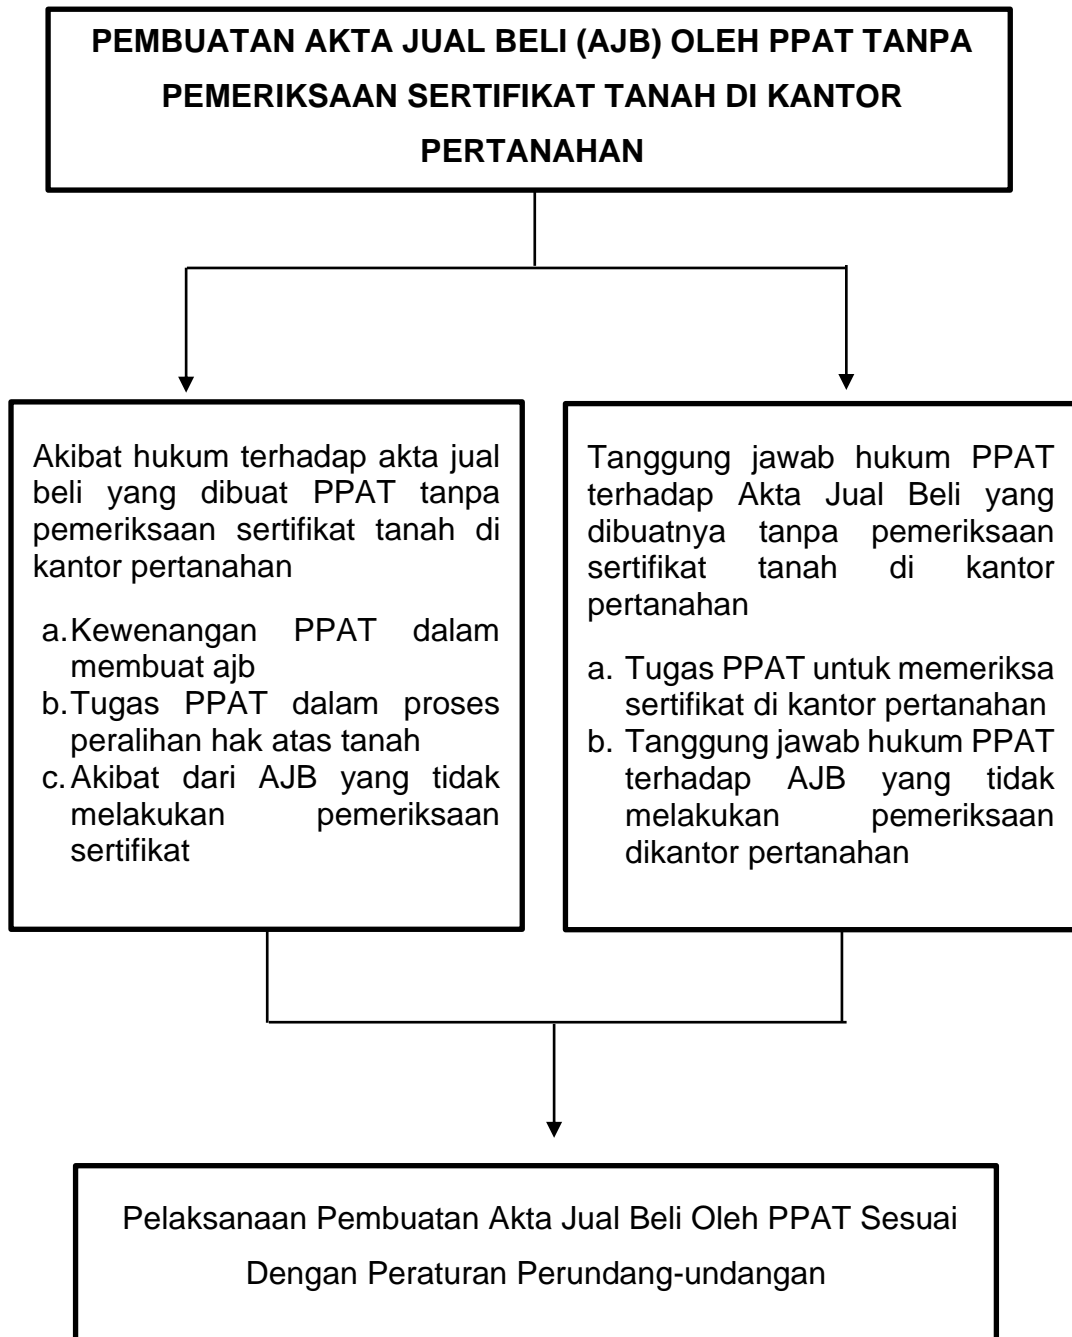 PEMBUATAN AKTA JUAL BELI (AJB) OLEH PPAT TANPA
PEMERIKSAAN SERTIFIKAT TANAH DI KANTOR
PERTANAHAN
Akibat hukum terhadap akta jual
beli yang dibuat PPAT tanpa
pemeriksaan sertifikat tanah di
kantor pertanahan
a. Kewenangan PPAT dalam
membuat ajb
b. Tugas PPAT dalam proses
peralihan hak atas tanah
c. Akibat dari AJB yang tidak
melakukan pemeriksaan
sertifikat
Tanggung jawab hukum PPAT
terhadap Akta Jual Beli yang
dibuatnya tanpa pemeriksaan
sertifikat tanah di kantor
pertanahan
a. Tugas PPAT untuk memeriksa
sertifikat di kantor pertanahan
b. Tanggung jawab hukum PPAT
terhadap AJB yang tidak
melakukan pemeriksaan
dikantor pertanahan
Pelaksanaan Pembuatan Akta Jual Beli Oleh PPAT Sesuai
Dengan Peraturan Perundang-undangan